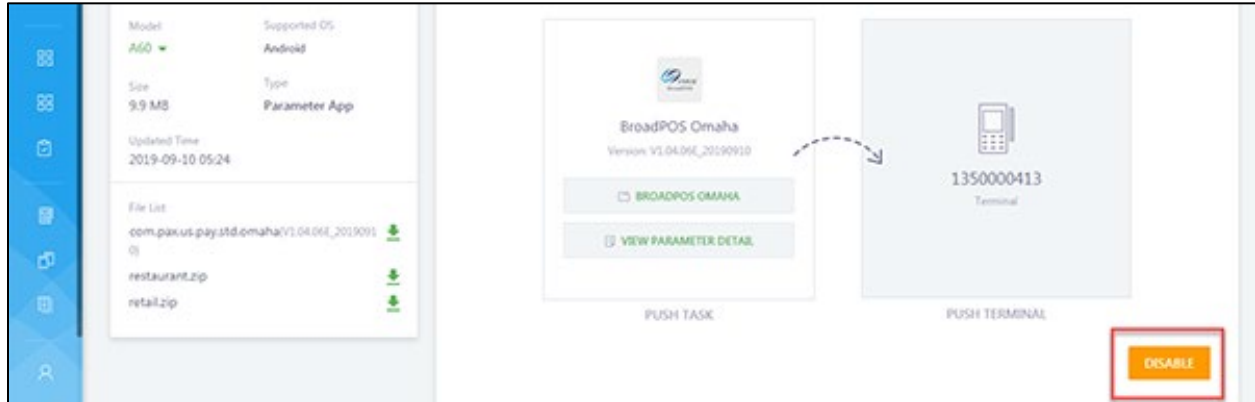 Model
Supported OS
A60
Android
Size
Type
9.9 MB
Parameter App
Updated Time
2019-09-10 05:24
File List
com.pax.us.pay.std.omaha(V1.04.06E_2019091
0)
restaurant.zip
retail.zip
BroadPOS Omaha
Version: V1.04.06E_20190910
BROADPOS OMAHA
VIEW PARAMETER DETAIL
PUSH TASK
1350000413
Terminal
PUSH TERMINAL
DISABLE